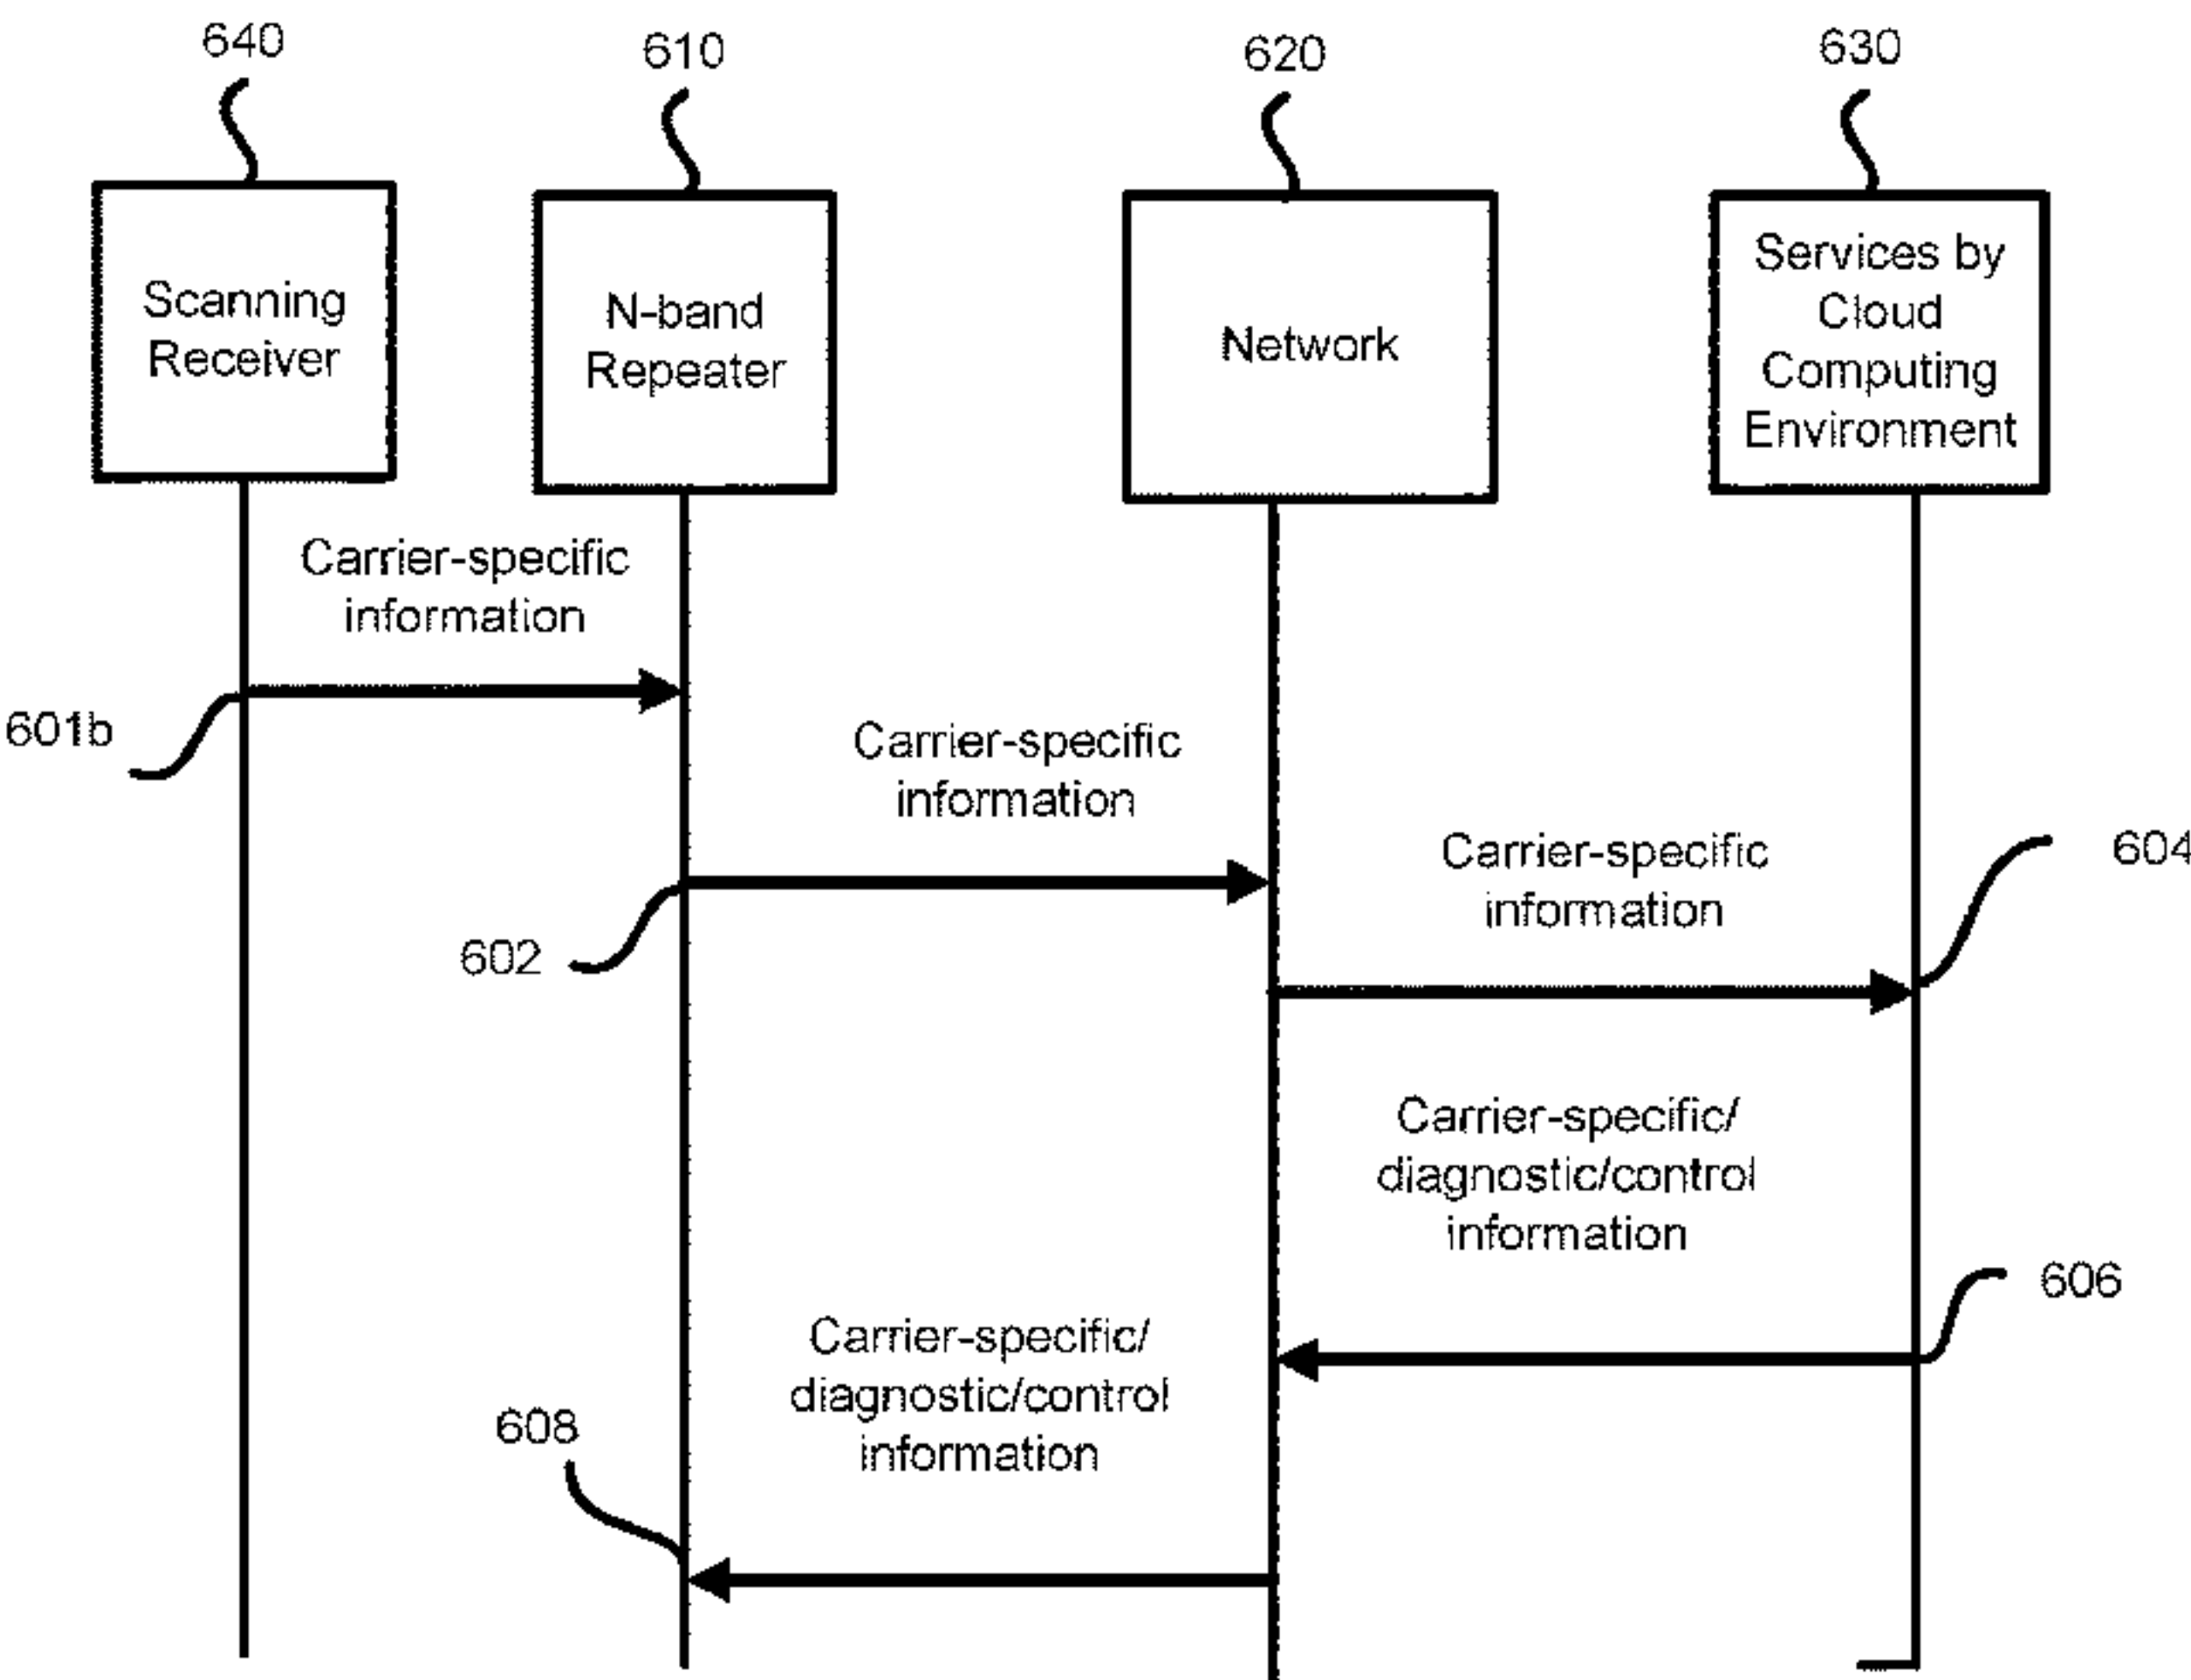 640
610
620
630
Scanning
Receiver
N-band
Repeater
Network
Services by
Cloud
Computing
Environment
Carrier-specific
information
601b
Carrier-specific
information
602
Carrier-specific
information
604
Carrier-specific/
diagnostic/control
information
606
Carrier-specific/
diagnostic/control
information
608